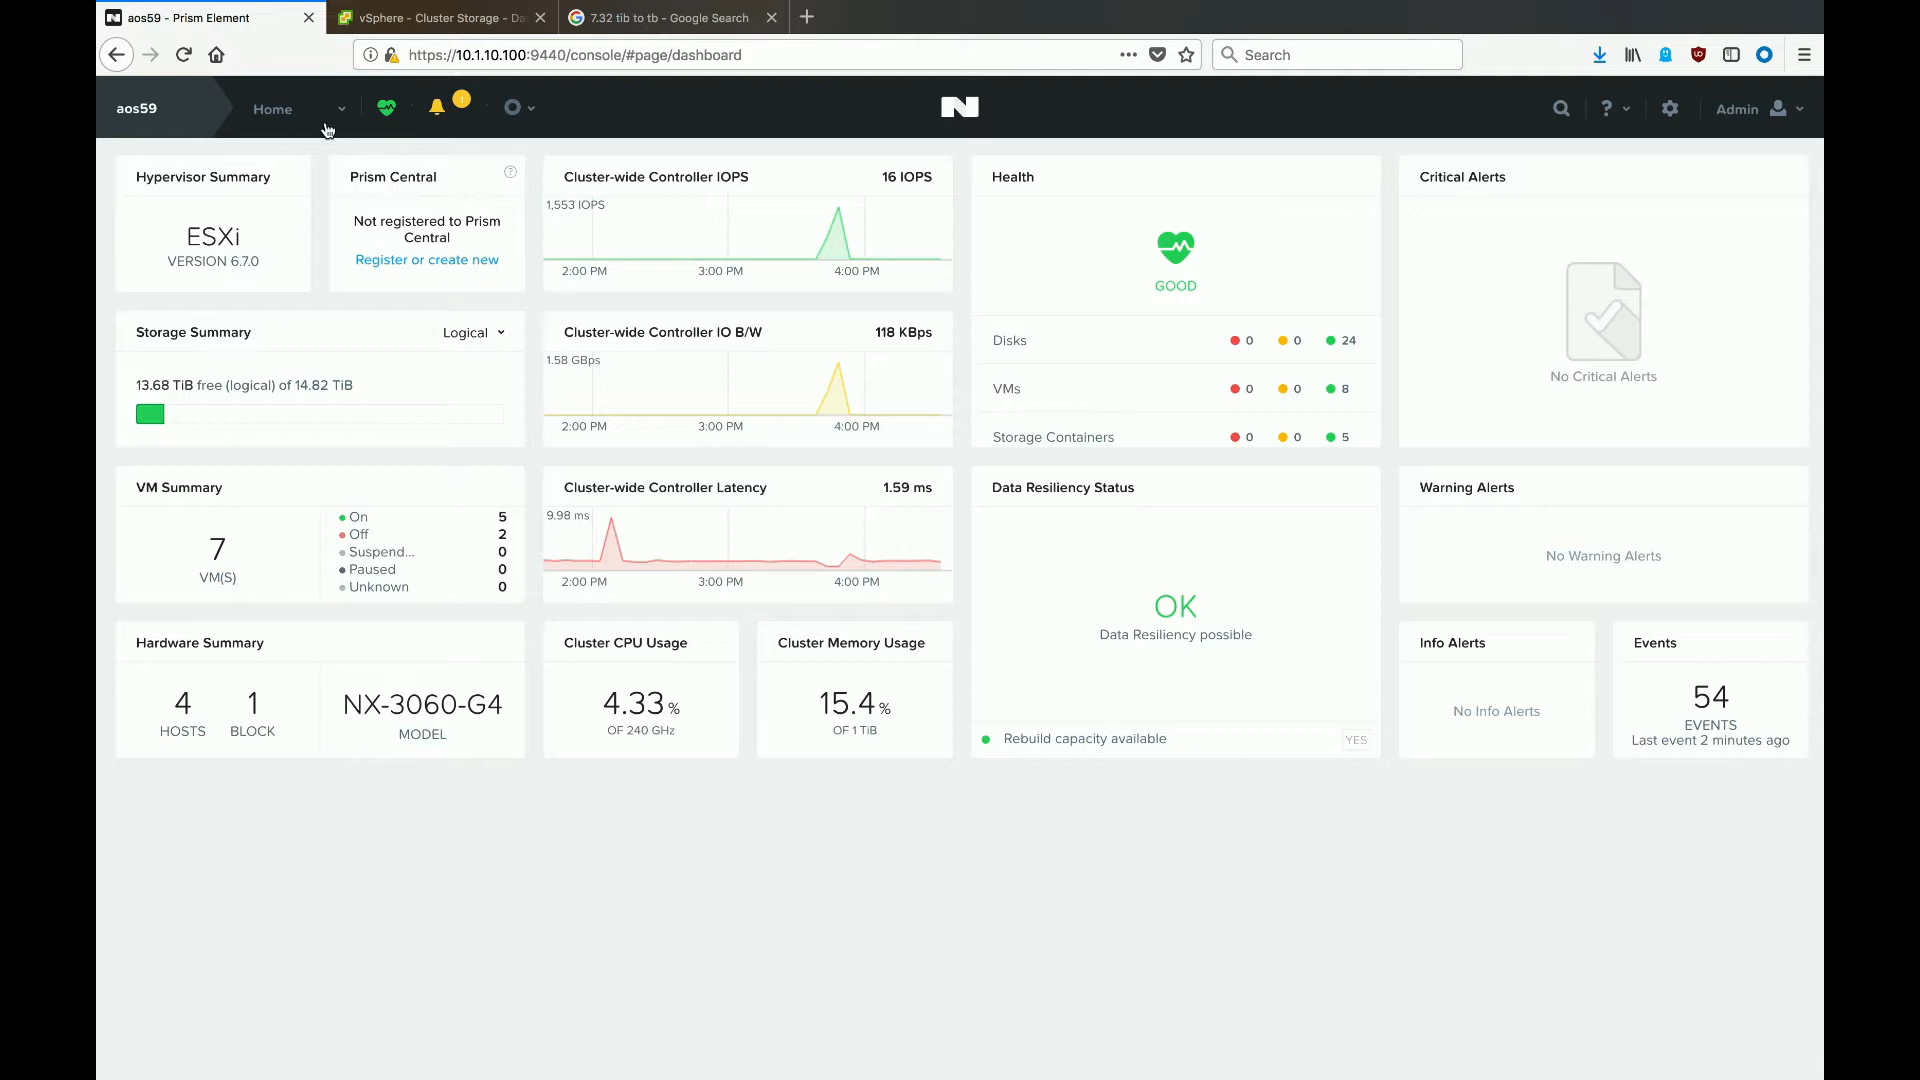 aos59 - Prism Element
vSphere - Cluster Storage - Da
7.32 tib to tb - Google Search
https://10.1.10.100:9440/console/#page/dashboard
Search
aos59
Home
1
?
Admin
Hypervisor Summary
ESXi
VERSION 6.7.0
Prism Central
?
Not registered to Prism
Central
Register or create new
Cluster-wide Controller IOPS
16 IOPS
1,553 IOPS
2:00 PM
3:00 PM
4:00 PM
Health
GOOD
Disks
0
0
24
VMs
0
0
8
Storage Containers
0
0
5
Critical Alerts
No Critical Alerts
Storage Summary
Logical
13.68 TiB free (logical) of 14.82 TiB
Cluster-wide Controller IO B/W
118 KBps
1.58 GBps
2:00 PM
3:00 PM
4:00 PM
VM Summary
7
VM(S)
On 5
Off 2
Suspend... 0
Paused 0
Unknown 0
Cluster-wide Controller Latency
1.59 ms
9.98 ms
2:00 PM
3:00 PM
4:00 PM
Data Resiliency Status
OK
Data Resiliency possible
Rebuild capacity available
YES
Warning Alerts
No Warning Alerts
Hardware Summary
4
HOSTS
1
BLOCK
NX-3060-G4
MODEL
Cluster CPU Usage
4.33 %
OF 240 GHz
Cluster Memory Usage
15.4 %
OF 1 TiB
Info Alerts
No Info Alerts
Events
54
EVENTS
Last event 2 minutes ago